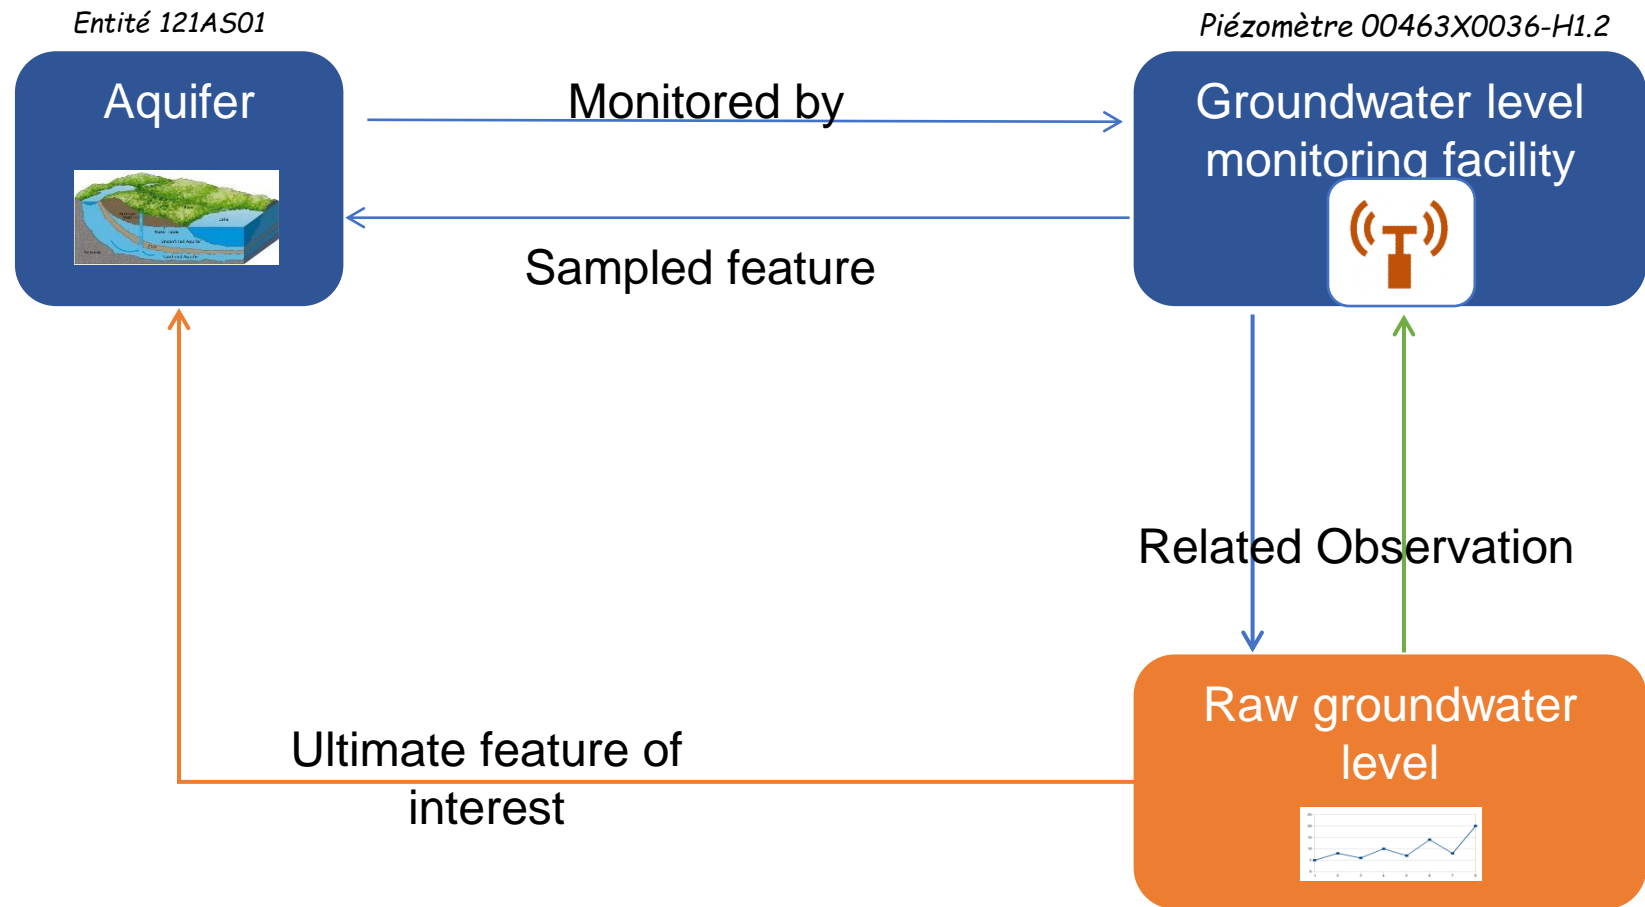 Entité 121AS01
Piézomètre 00463X0036-H1.2
Aquifer
Monitored by
Groundwater level
monitoring facility
Sampled feature
Related Observation
Raw groundwater
level
Ultimate feature of
interest